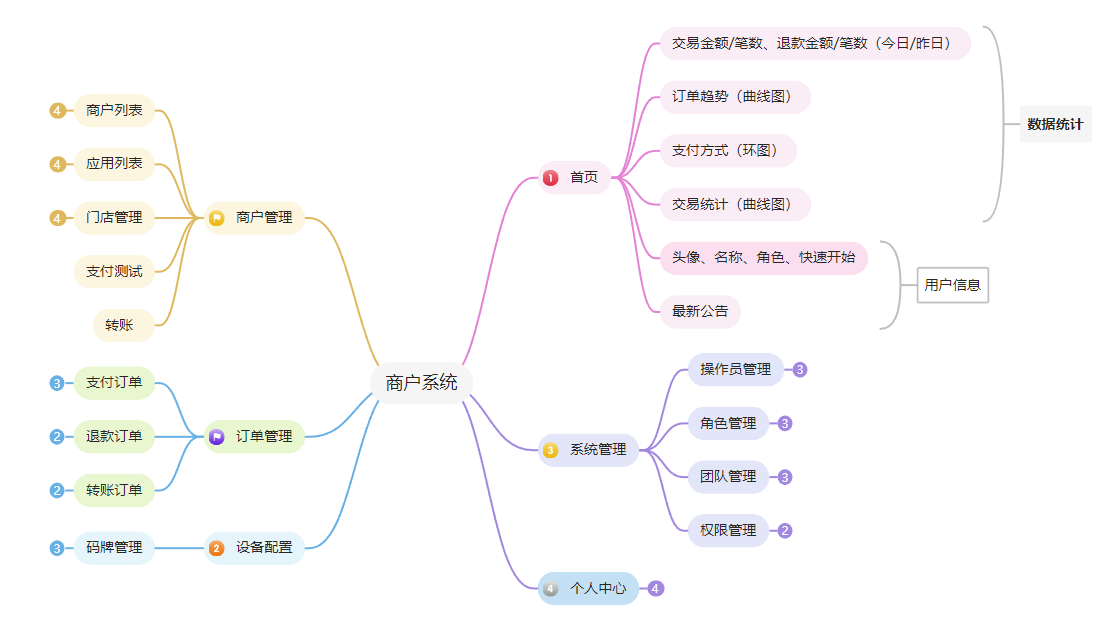 商户系统
1 首页
交易金额/笔数、退款金额/笔数（今日/昨日）
订单趋势（曲线图）
支付方式（环图）
交易统计（曲线图）
数据统计
头像、名称、角色、快速开始
最新公告
用户信息
3 系统管理
操作员管理 3
角色管理 3
团队管理 3
权限管理 2
4 个人中心 4
商户管理
4 商户列表
4 应用列表
4 门店管理
支付测试
转账
订单管理
3 支付订单
2 退款订单
2 转账订单
2 设备配置
3 码牌管理